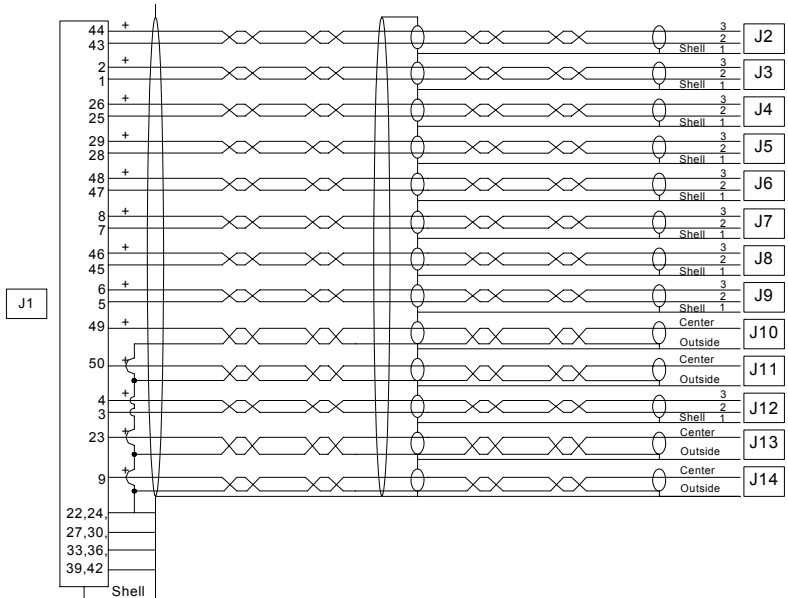 44 + 3
43 2 J2
Shell 1
2 + 3
1 2 J3
Shell 1
26 + 3
25 2 J4
Shell 1
29 + 3
28 2 J5
Shell 1
48 + 3
47 2 J6
Shell 1
8 + 3
7 2 J7
Shell 1
46 + 3
45 2 J8
Shell 1
6 + 3
5 2 J9
Shell 1
J1
49 + Center
J10
Outside
50 + Center
J11
Outside
4 + 3
3 2 J12
Shell 1
23 + Center
J13
Outside
9 + Center
J14
Outside
22,24,
27,30,
33,36,
39,42
Shell